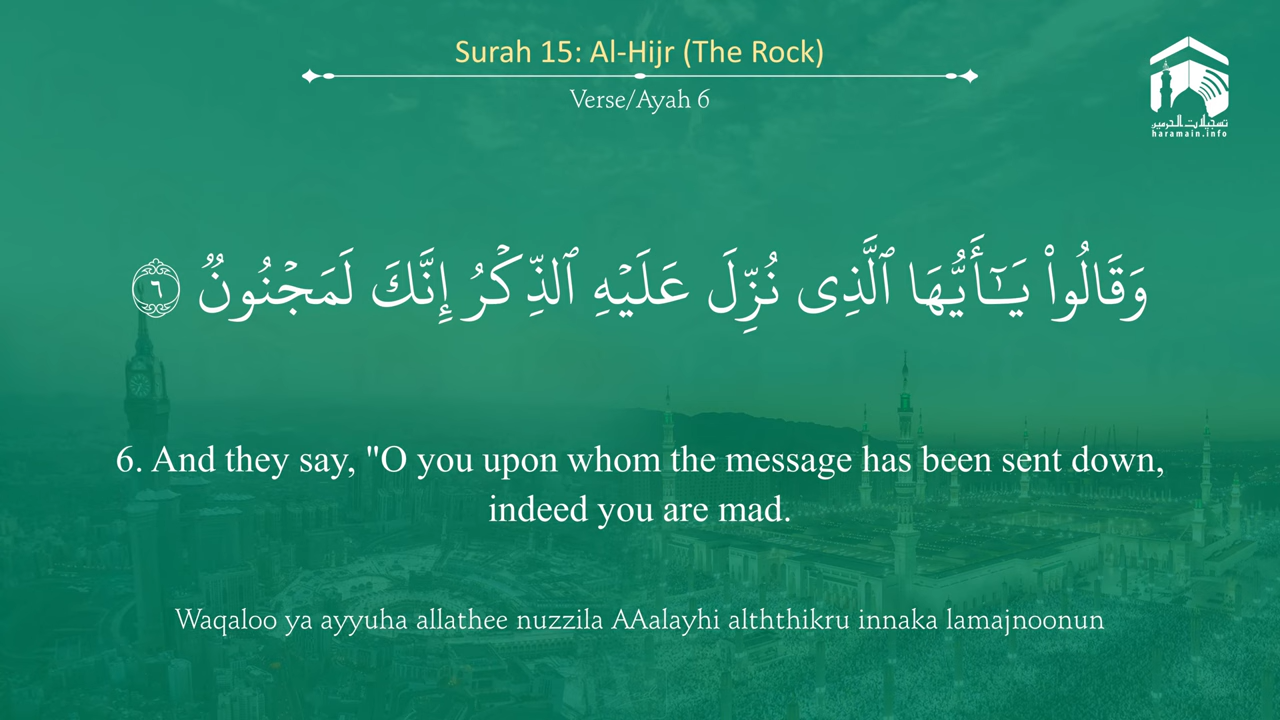 Surah 15: Al-Hijr (The Rock)
Verse/Ayah 6
تسجيلات الحرمين
haramain.info
وَقَالُوا۟ يَـٰٓأَيُّهَا ٱلَّذِى نُزِّلَ عَلَيْهِ ٱلذِّكْرُ إِنَّكَ لَمَجْنُونٌ ٦
6. And they say, "O you upon whom the message has been sent down,
indeed you are mad.
Waqaloo ya ayyuha allathee nuzzila AAalayhi alththikru innaka lamajnoonun